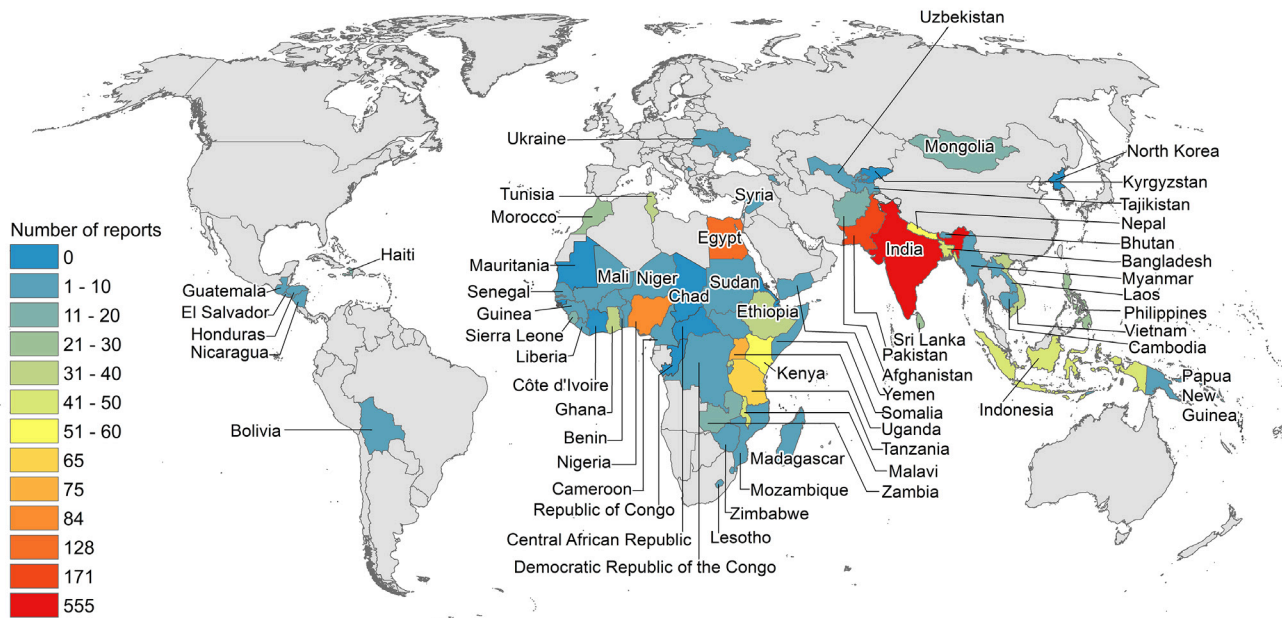 Uzbekistan
Ukraine
Mongolia
North Korea
Kyrgyzstan
Tajikistan
Tunisia
Syria
Morocco
Nepal
Number of reports
Bhutan
Egypt
India
Bangladesh
Haiti
Mauritania
Mali
Niger
Sudan
Myanmar
Chad
Guatemala
Senegal
Laos
El Salvador
Guinea
Ethiopia
Philippines
Honduras
Sierra Leone
Vietnam
Nicaragua
Liberia
Sri Lanka
Cambodia
Pakistan
Côte d'Ivoire
Kenya
Afghanistan
Papua
New
Guinea
Yemen
Ghana
Somalia
Indonesia
Bolivia
Uganda
Benin
Tanzania
Nigeria
Madagascar
Malavi
Cameroon
Mozambique
Zambia
Republic of Congo
Zimbabwe
Central African Republic
Lesotho
Democratic Republic of the Congo
0
1 - 10
11 - 20
21 - 30
31 - 40
41 - 50
51 - 60
65
75
84
128
171
555